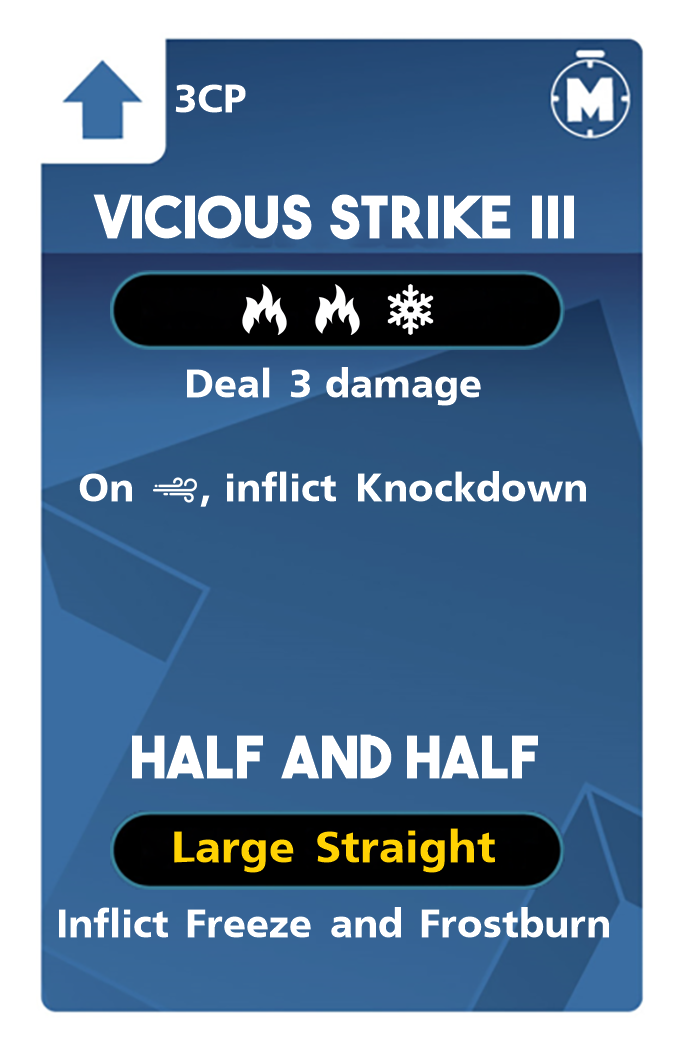 3CP
M
VICIOUS STRIKE III
Deal 3 damage
On , inflict Knockdown
HALF AND HALF
Large Straight
Inflict Freeze and Frostburn